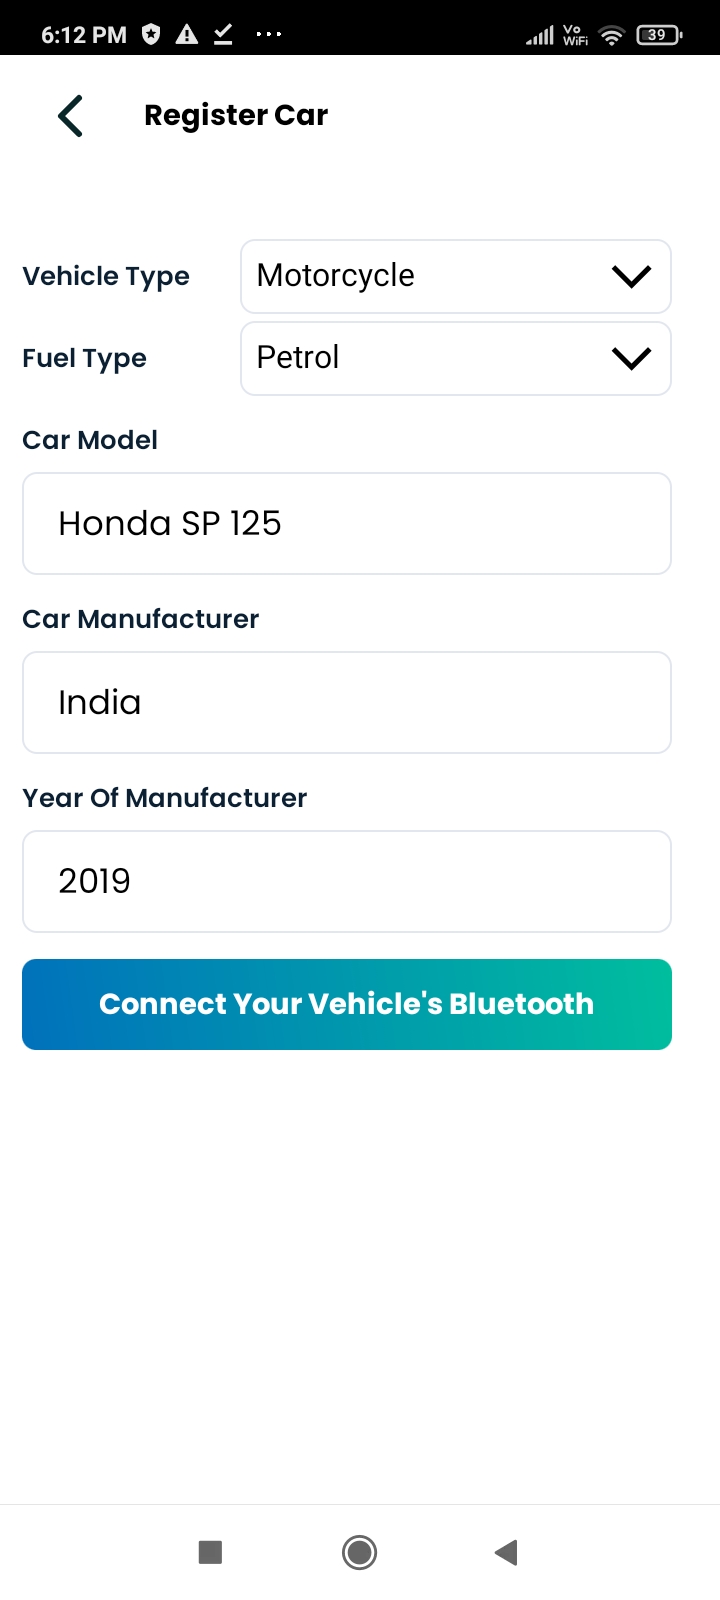 6:12 PM
Vo
WiFi
39
Register Car
Vehicle Type
Motorcycle
Fuel Type
Petrol
Car Model
Honda SP 125
Car Manufacturer
India
Year Of Manufacturer
2019
Connect Your Vehicle's Bluetooth